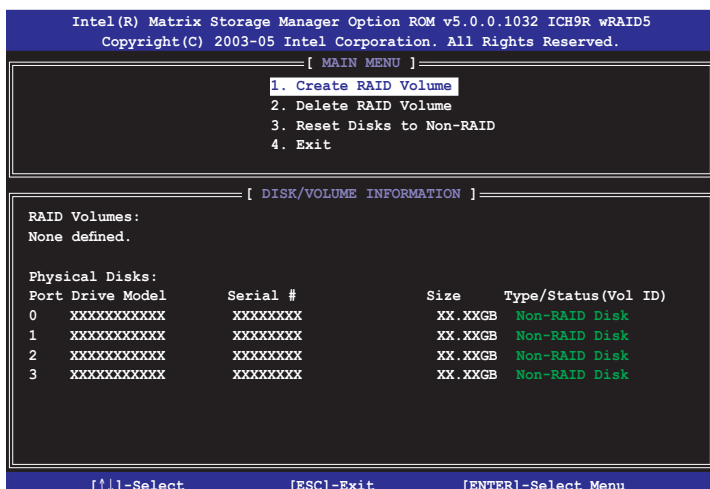 Intel(R) Matrix Storage Manager Option ROM v5.0.0.1032 ICH9R wRAID5
Copyright(C) 2003-05 Intel Corporation. All Rights Reserved.
[ MAIN MENU ]
1. Create RAID Volume
2. Delete RAID Volume
3. Reset Disks to Non-RAID
4. Exit
[ DISK/VOLUME INFORMATION ]
RAID Volumes:
None defined.
Physical Disks:
Port Drive Model Serial # Size Type/Status(Vol ID)
0 XXXXXXXXXXX XXXXXXXX XX.XXGB Non-RAID Disk
1 XXXXXXXXXXX XXXXXXXX XX.XXGB Non-RAID Disk
2 XXXXXXXXXXX XXXXXXXX XX.XXGB Non-RAID Disk
3 XXXXXXXXXXX XXXXXXXX XX.XXGB Non-RAID Disk
[↑↓]-Select [ESC]-Exit [ENTER]-Select Menu